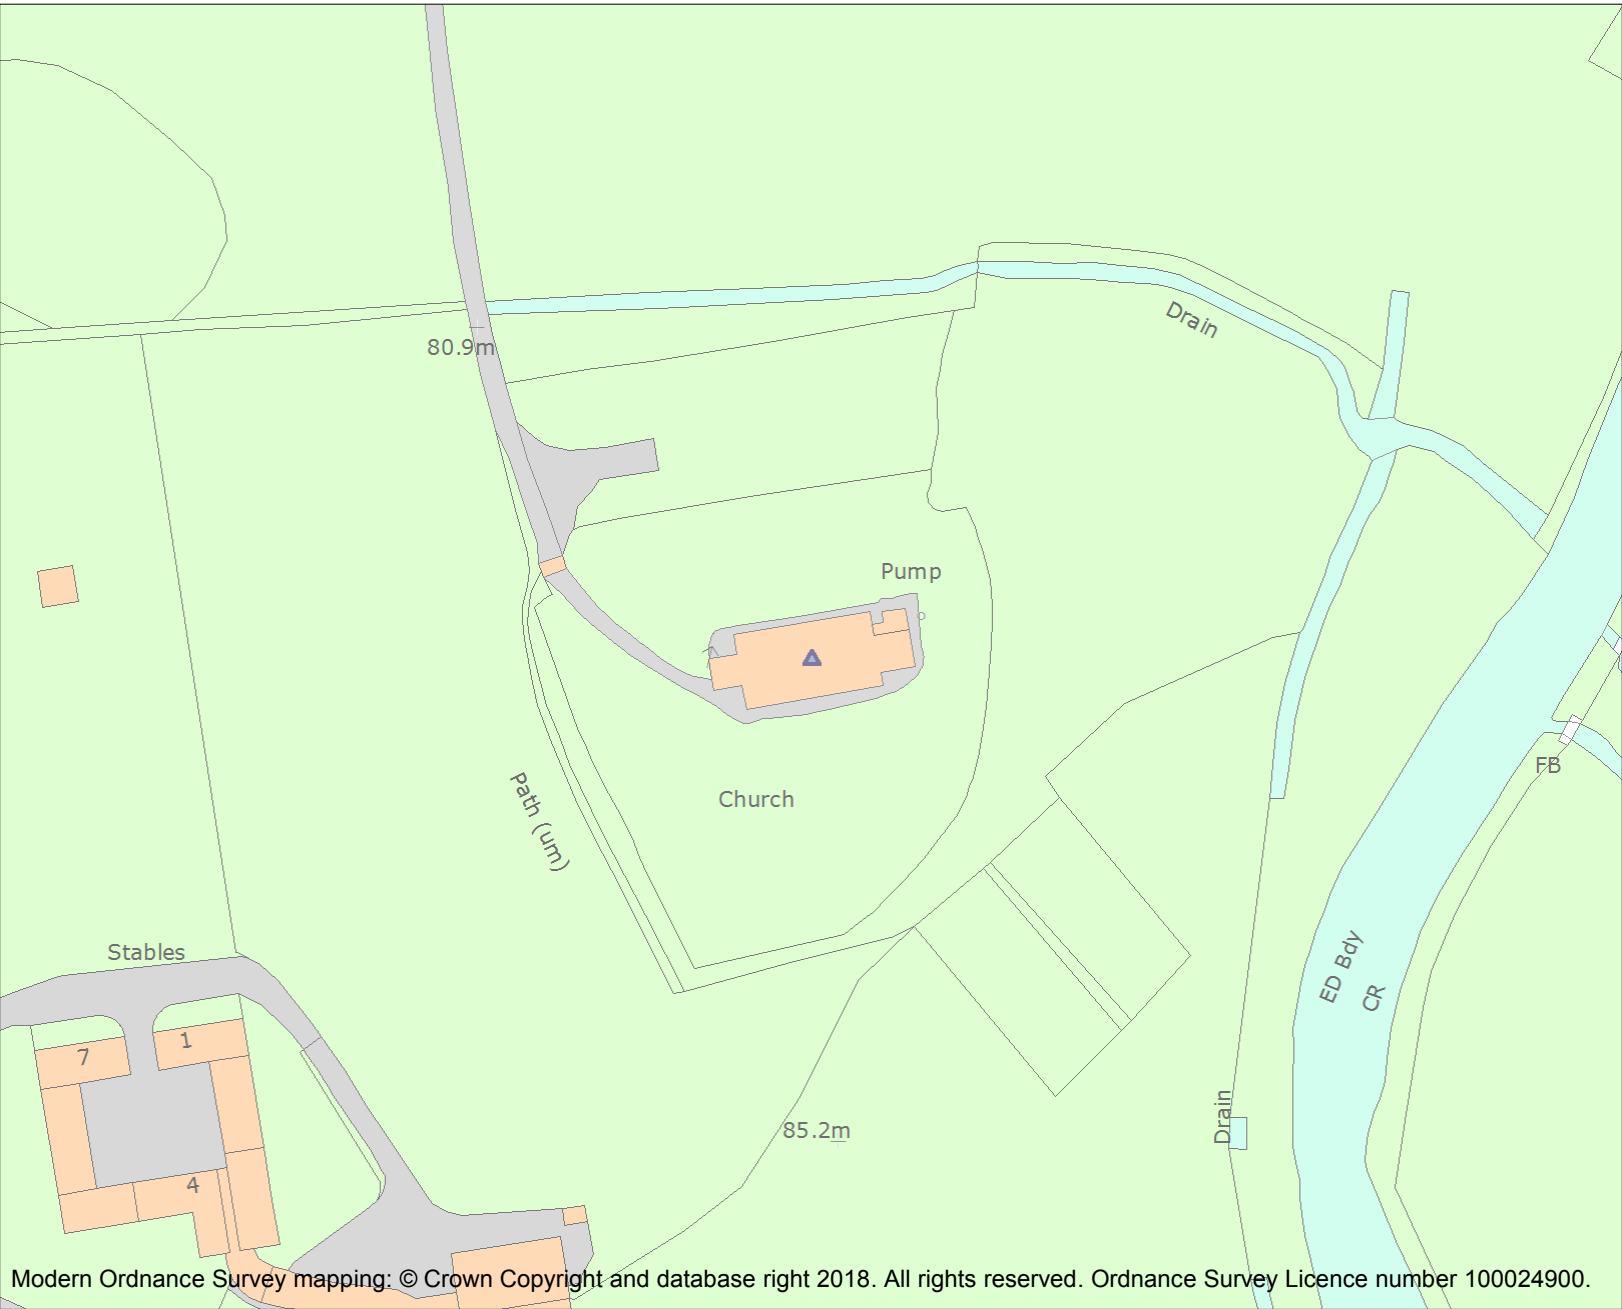 Drain
80.9m
Pump
FB
Church
Path (um)
Stables
ED Bdy
CR
7
1
Drain
85.2m
4
Modern Ordnance Survey mapping: © Crown Copyright and database right 2018. All rights reserved. Ordnance Survey Licence number 100024900.